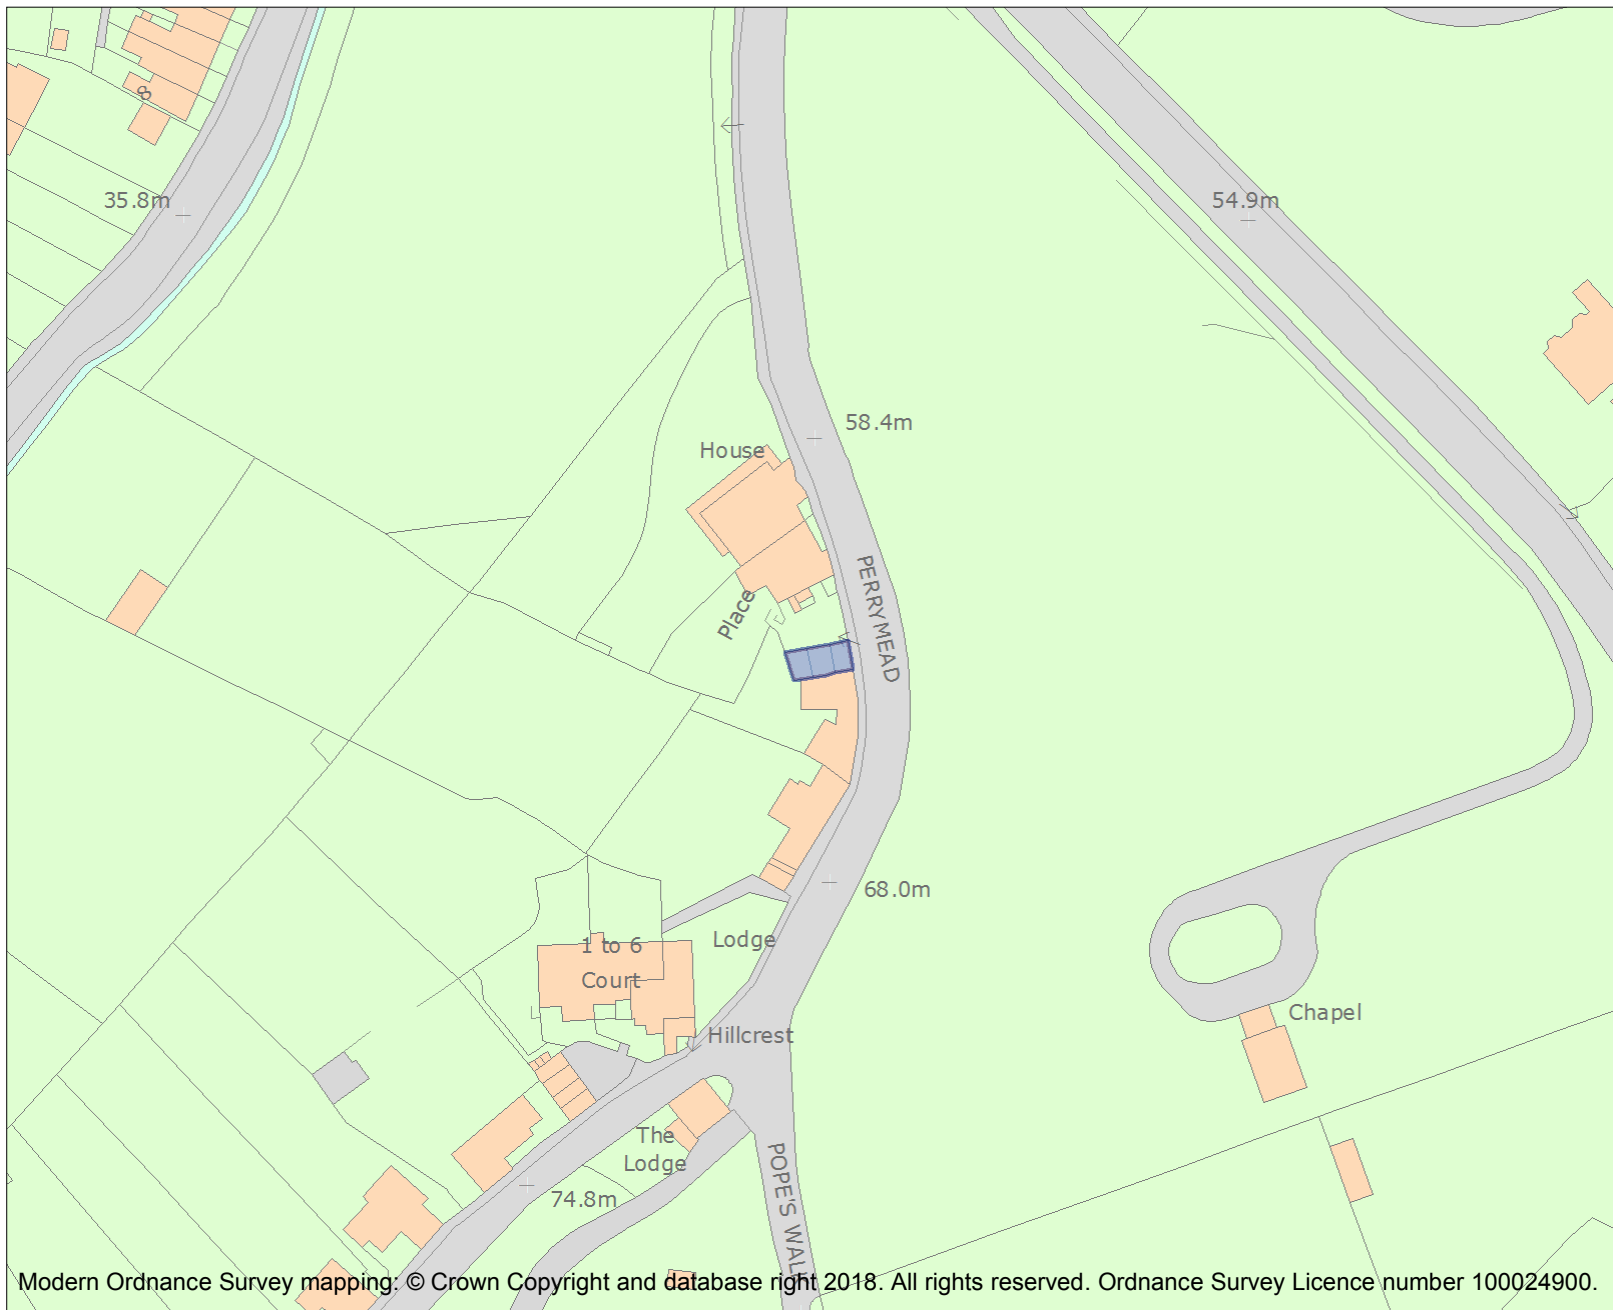 8
35.8m
54.9m
58.4m
House
PERRYMEAD
Place
68.0m
Lodge
1 to 6
Court
Chapel
Hillcrest
The
Lodge
POPE'S WALK
74.8m
Modern Ordnance Survey mapping: © Crown Copyright and database right 2018. All rights reserved. Ordnance Survey Licence number 100024900.